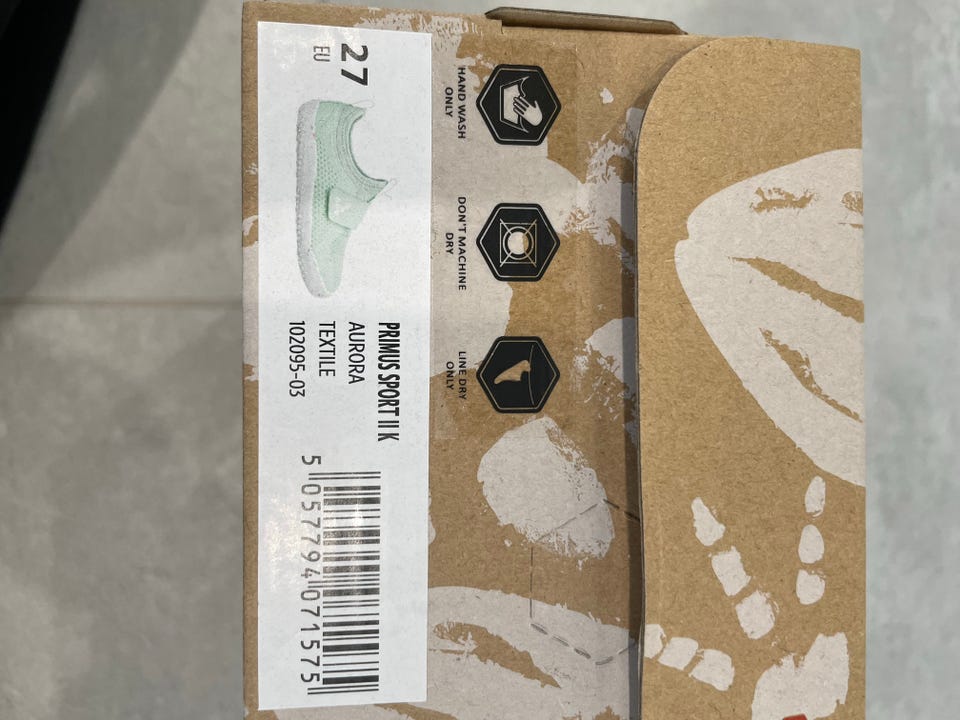 27
EU
PRIMUS SPORT II K
AURORA
TEXTILE
102095-03
5 057794 071575
HAND WASH
ONLY
DON'T MACHINE
DRY
LINE DRY
ONLY